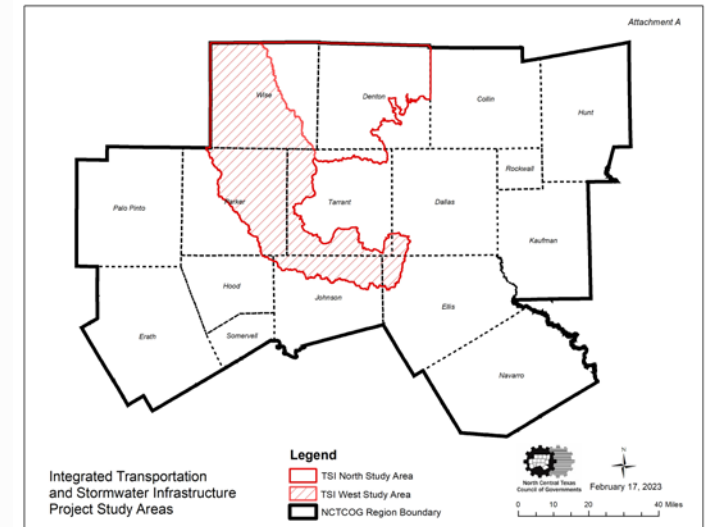 Attachment A
Wise
Denton
Collin
Hunt
Rockwall
Palo Pinto
Parker
Tarrant
Dallas
Kaufman
Hood
Johnson
Ellis
Erath
Somervell
Navarro
Integrated Transportation
and Stormwater Infrastructure
Project Study Areas
Legend
TSI North Study Area
TSI West Study Area
NCTCOG Region Boundary
North Central Texas
Council of Governments
N
February 17, 2023
0 10 20 40 Miles